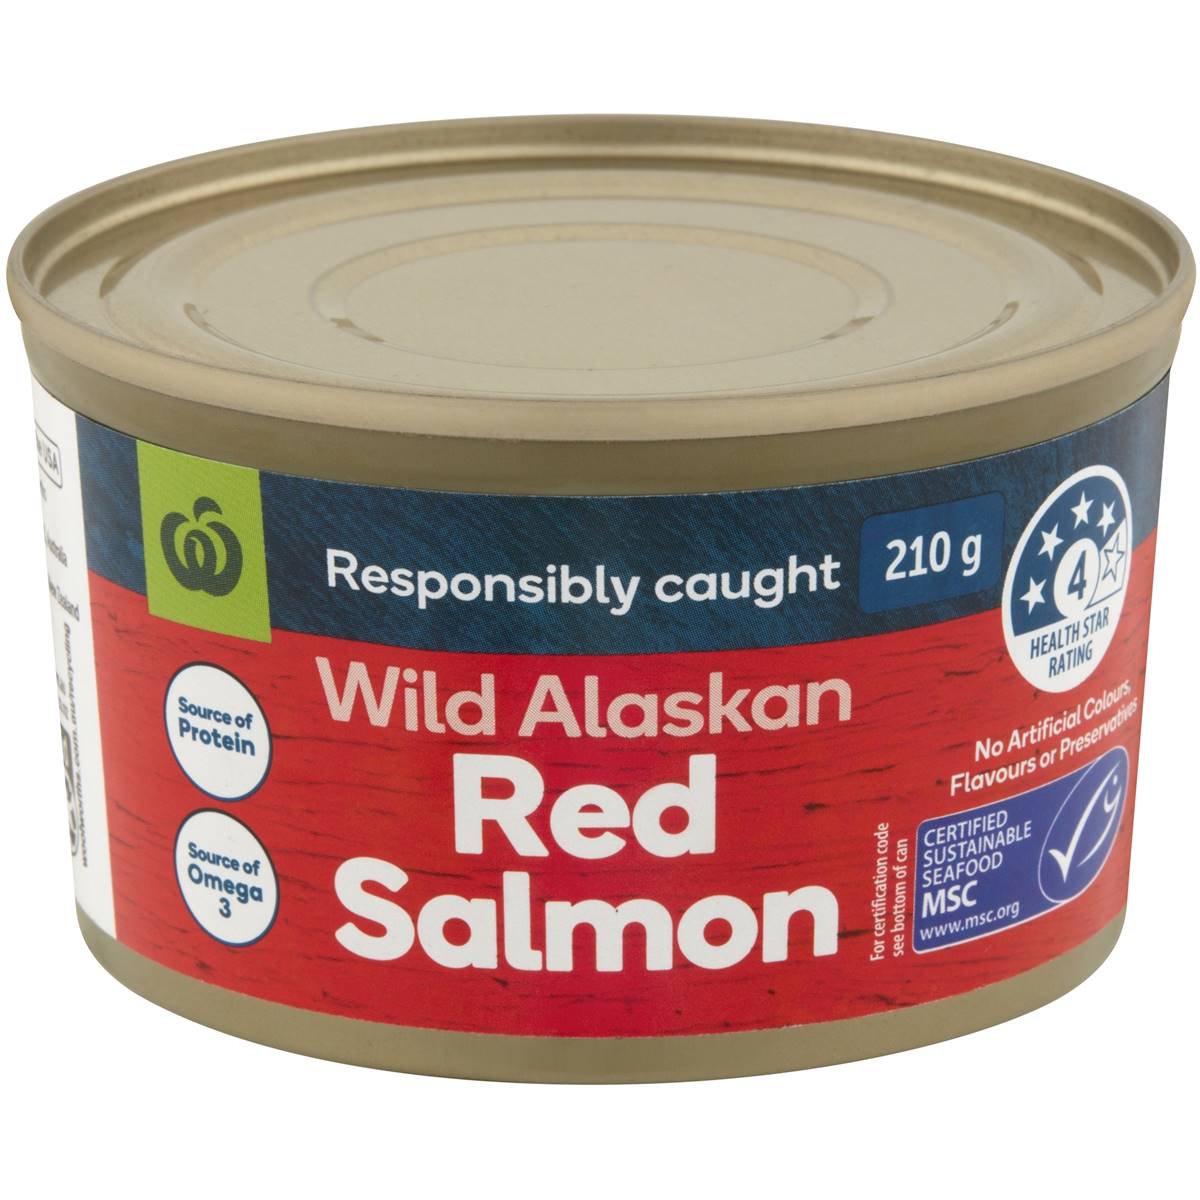 Responsibly caught
210 g
4
HEALTH STAR
RATING
Wild Alaskan
Red
Salmon
Source of
Protein
Source of
Omega
3
No Artificial Colours,
Flavours or Preservatives
For certification code
see bottom of can
CERTIFIED
SUSTAINABLE
SEAFOOD
MSC
www.msc.org
USA